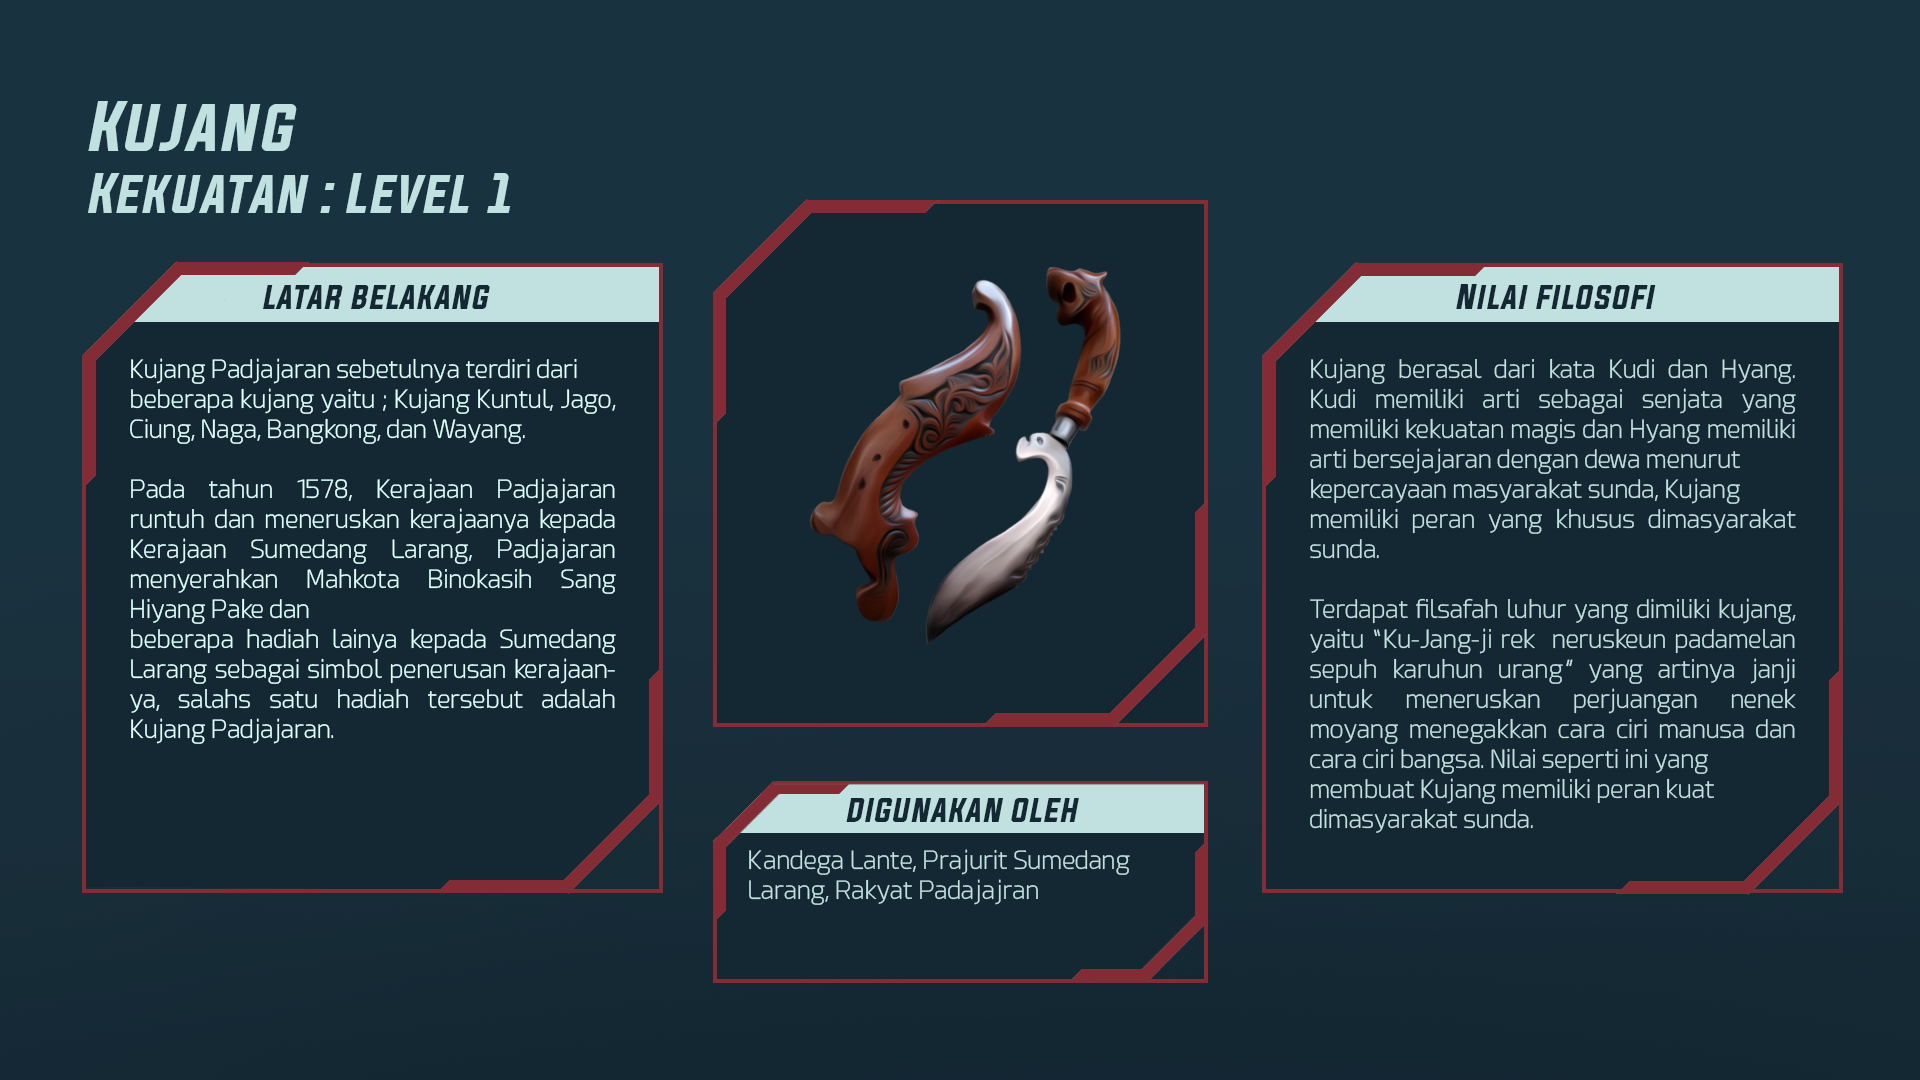 KUJANG
KEKUATAN : LEVEL 1
LATAR BELAKANG
Kujang Padjajaran sebetulnya terdiri dari
beberapa kujang yaitu ; Kujang Kuntul, Jago,
Ciung, Naga, Bangkong, dan Wayang.
Pada tahun 1578, Kerajaan Padjajaran
runtuh dan meneruskan kerajaanya kepada
Kerajaan Sumedang Larang, Padjajaran
menyerahkan Mahkota Binokasih Sang
Hiyang Pake dan
beberapa hadiah lainya kepada Sumedang
Larang sebagai simbol penerusan kerajaan-
ya, salahs satu hadiah tersebut adalah
Kujang Padjajaran.
DIGUNAKAN OLEH
Kandega Lante, Prajurit Sumedang
Larang, Rakyat Padajajran
NILAI FILOSOFI
Kujang berasal dari kata Kudi dan Hyang.
Kudi memiliki arti sebagai senjata yang
memiliki kekuatan magis dan Hyang memiliki
arti bersejajaran dengan dewa menurut
kepercayaan masyarakat sunda, Kujang
memiliki peran yang khusus dimasyarakat
sunda.
Terdapat filsafah luhur yang dimiliki kujang,
yaitu “Ku-Jang-ji rek neruskeun padamelan
sepuh karuhun urang” yang artinya janji
untuk meneruskan perjuangan nenek
moyang menegakkan cara ciri manusa dan
cara ciri bangsa. Nilai seperti ini yang
membuat Kujang memiliki peran kuat
dimasyarakat sunda.